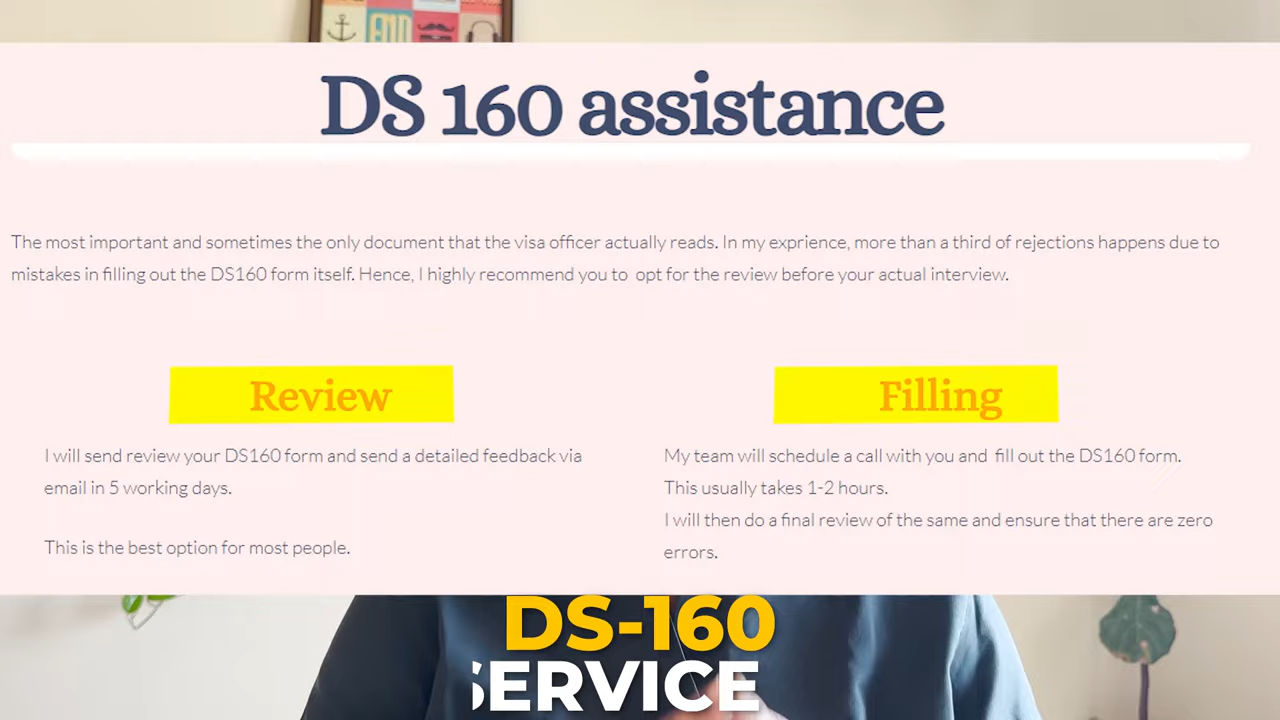 DS 160 assistance
The most important and sometimes the only document that the visa officer actually reads. In my exprience, more than a third of rejections happens due to
mistakes in filling out the DS160 form itself. Hence, I highly recommend you to opt for the review before your actual interview.
Review
I will send review your DS160 form and send a detailed feedback via
email in 5 working days.
This is the best option for most people.
Filling
My team will schedule a call with you and fill out the DS160 form.
This usually takes 1-2 hours.
I will then do a final review of the same and ensure that there are zero
errors.
DS-160
SERVICE